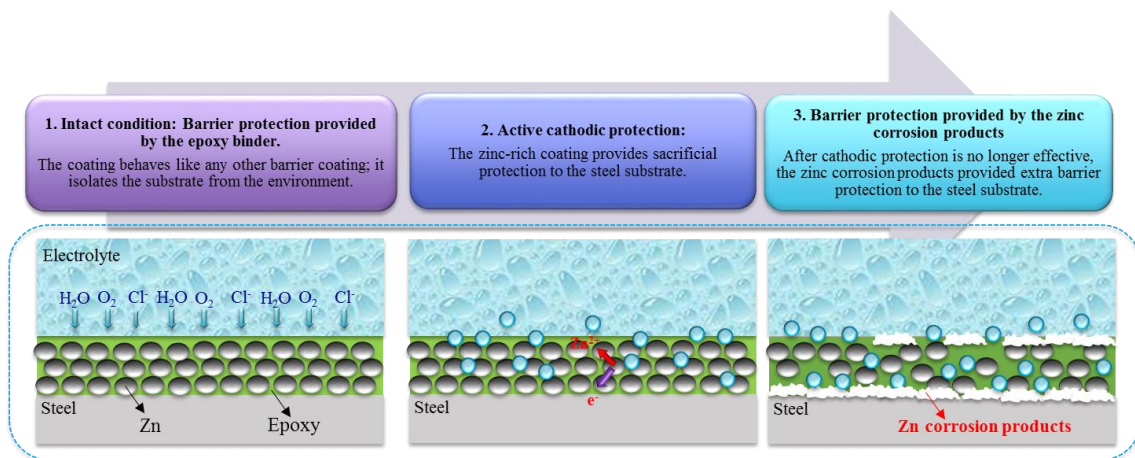 1. Intact condition: Barrier protection provided
by the epoxy binder.
The coating behaves like any other barrier coating; it
isolates the substrate from the environment.
2. Active cathodic protection:
The zinc-rich coating provides sacrificial
protection to the steel substrate.
3. Barrier protection provided by the zinc
corrosion products
After cathodic protection is no longer effective,
the zinc corrosion products provided extra barrier
protection to the steel substrate.
Electrolyte
H₂O O₂ Cl⁻ H₂O O₂ Cl⁻ H₂O O₂ Cl⁻
Steel
Zn
Epoxy
Zn²⁺
e⁻
Steel
Zn corrosion products